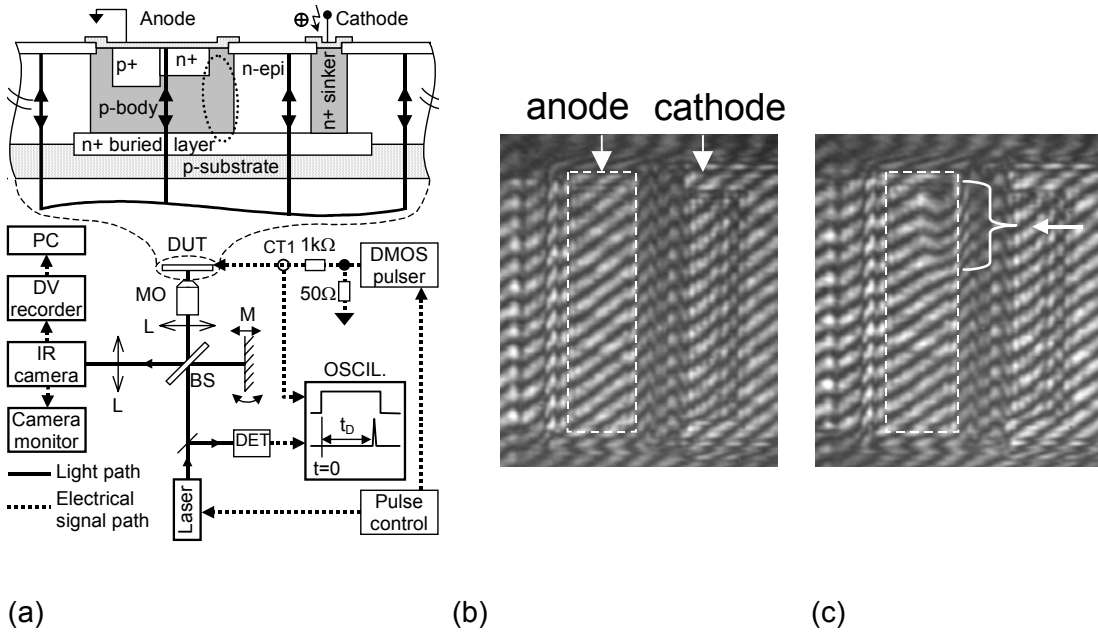 Anode
⊕
Cathode
p+
n+
n-epi
n+ sinker
p-body
n+ buried layer
p-substrate
PC
DV
recorder
IR
camera
Camera
monitor
DUT
MO
L
L
BS
M
CT1
1kΩ
50Ω
DMOS
pulser
OSCIL.
tD
t=0
DET
Laser
Pulse
control
Light path
Electrical
signal path
anode
cathode
(a)
(b)
(c)